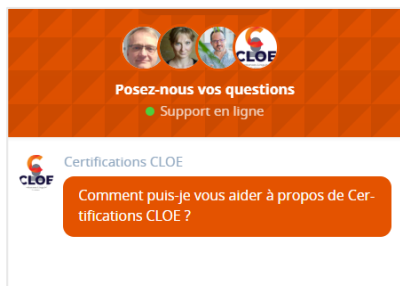 CLOE
Posez-nous vos questions
Support en ligne
Certifications CLOE
CLOE
Comment puis-je vous aider à propos de Cer-
tifications CLOE ?